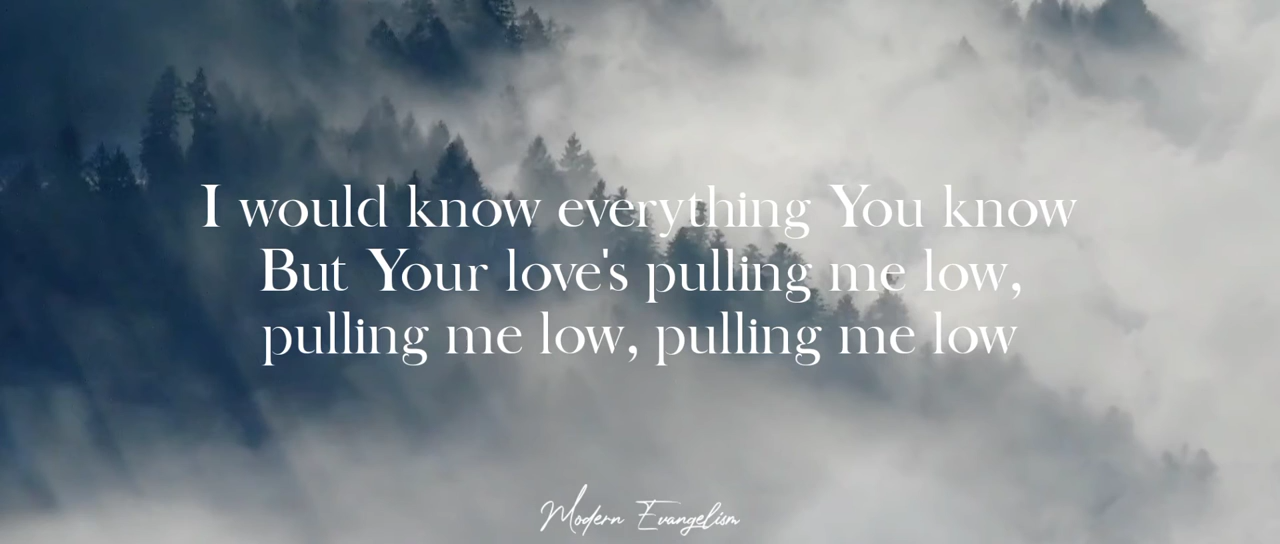 I would know everything You know
But Your love's pulling me low,
pulling me low, pulling me low
Modern Evangelism